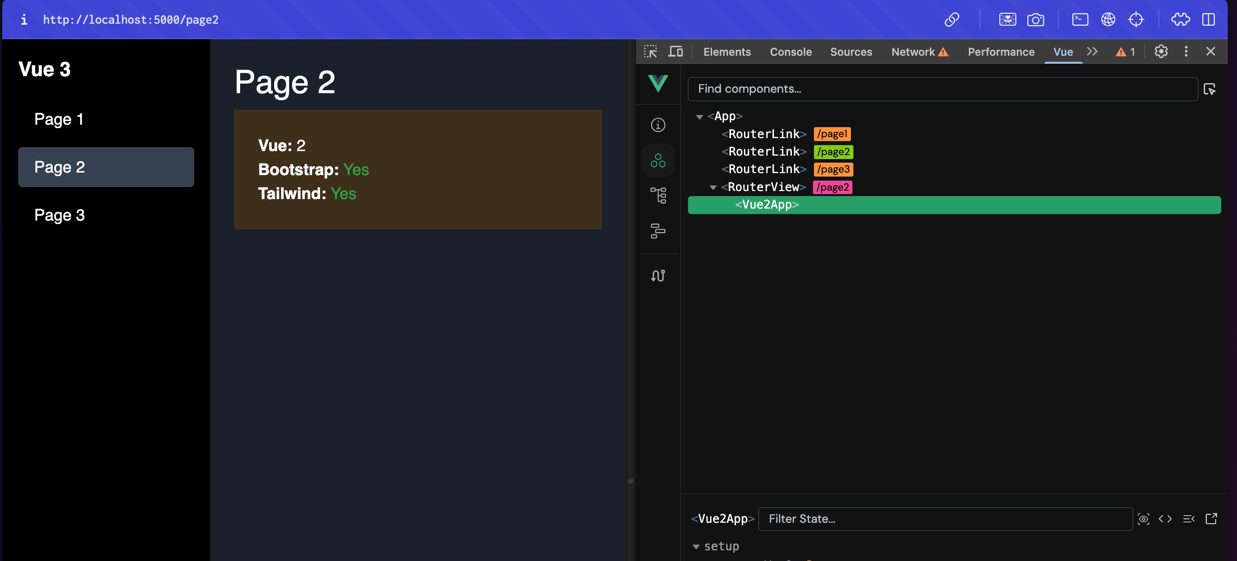 http://localhost:5000/page2
Vue 3
Page 1
Page 2
Page 3
Page 2
Vue: 2
Bootstrap: Yes
Tailwind: Yes
Elements Console Sources Network Performance Vue 1
Find components...
<App>
<RouterLink> /page1
<RouterLink> /page2
<RouterLink> /page3
<RouterView> /page2
<Vue2App>
<Vue2App> Filter State...
setup